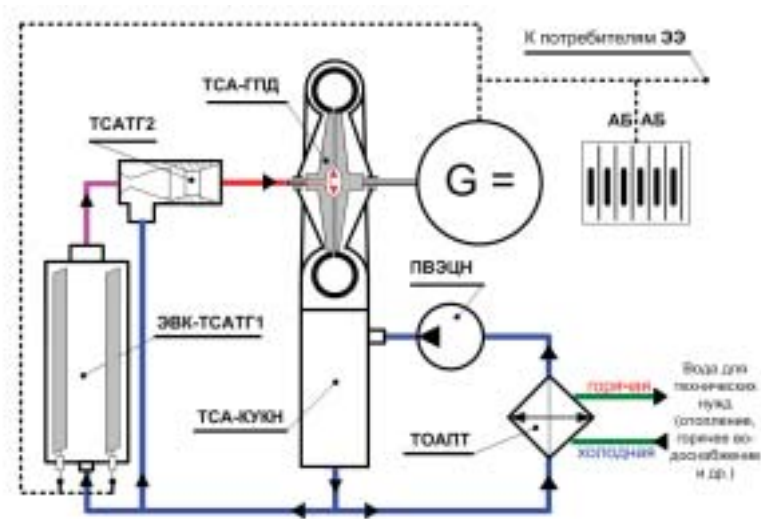 К потребителям ЭЭ
ТСА-ГПД
ТСАТГ2
АБ-АБ
G =
ПВЭЦН
ЭВК-ТСАТГ1
горячая
Вода для
технических
нужд
(отопление,
горячее во-
доснабжение
и др.)
ТСА-КУКН
ТОАПТ
холодная